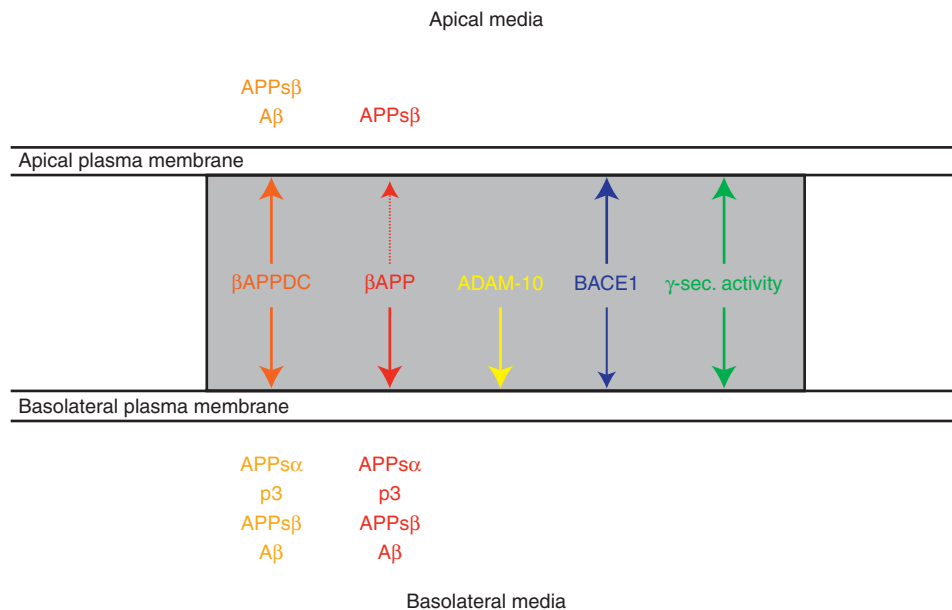 Apical media
APPsβ
Aβ APPsβ
Apical plasma membrane
βAPPDC βAPP ADAM-10 BACE1 γ-sec. activity
Basolateral plasma membrane
APPsα APPsα
p3 p3
APPsβ APPsβ
Aβ Aβ
Basolateral media